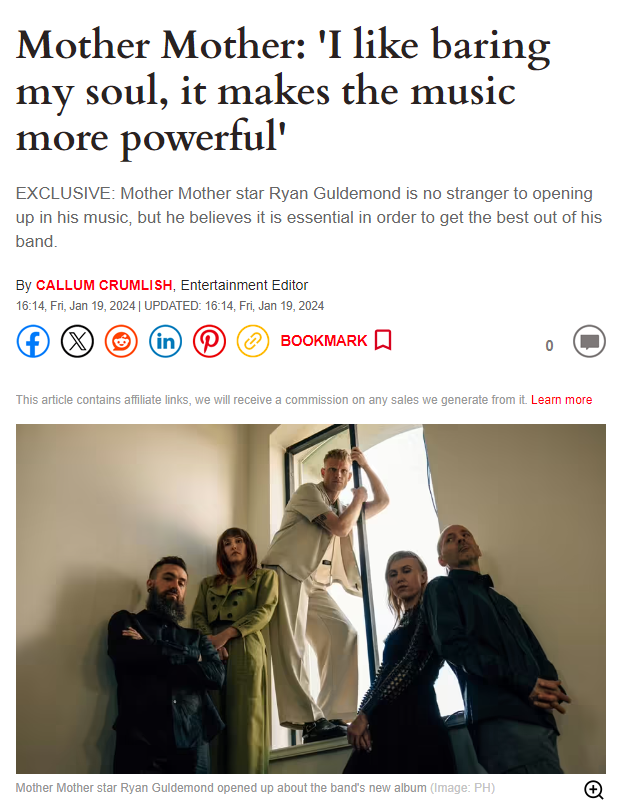 Mother Mother: 'I like baring
my soul, it makes the music
more powerful'
EXCLUSIVE: Mother Mother star Ryan Guldemond is no stranger to opening
up in his music, but he believes it is essential in order to get the best out of his
band.
By CALLUM CRUMLISH, Entertainment Editor
16:14, Fri, Jan 19, 2024 | UPDATED: 16:14, Fri, Jan 19, 2024
BOOKMARK
0
This article contains affiliate links, we will receive a commission on any sales we generate from it. Learn more
Mother Mother star Ryan Guldemond opened up about the band's new album (Image: PH)